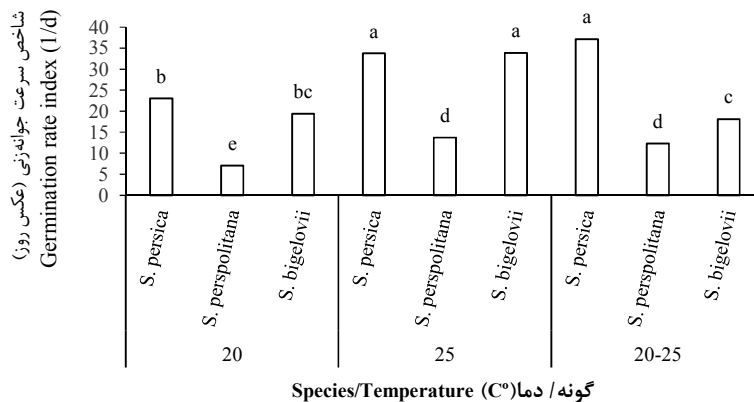 شاخص سرعت جوانه‌زنی (عکس روز)
Germination rate index (1/d)
40
35
30
25
20
15
10
5
0
b
e
bc
a
d
a
a
d
c
S. persica
S. perspolitana
S. bigelovii
S. persica
S. perspolitana
S. bigelovii
S. persica
S. perspolitana
S. bigelovii
20
25
20-25
Species/Temperature (Cº)گونه/ دما